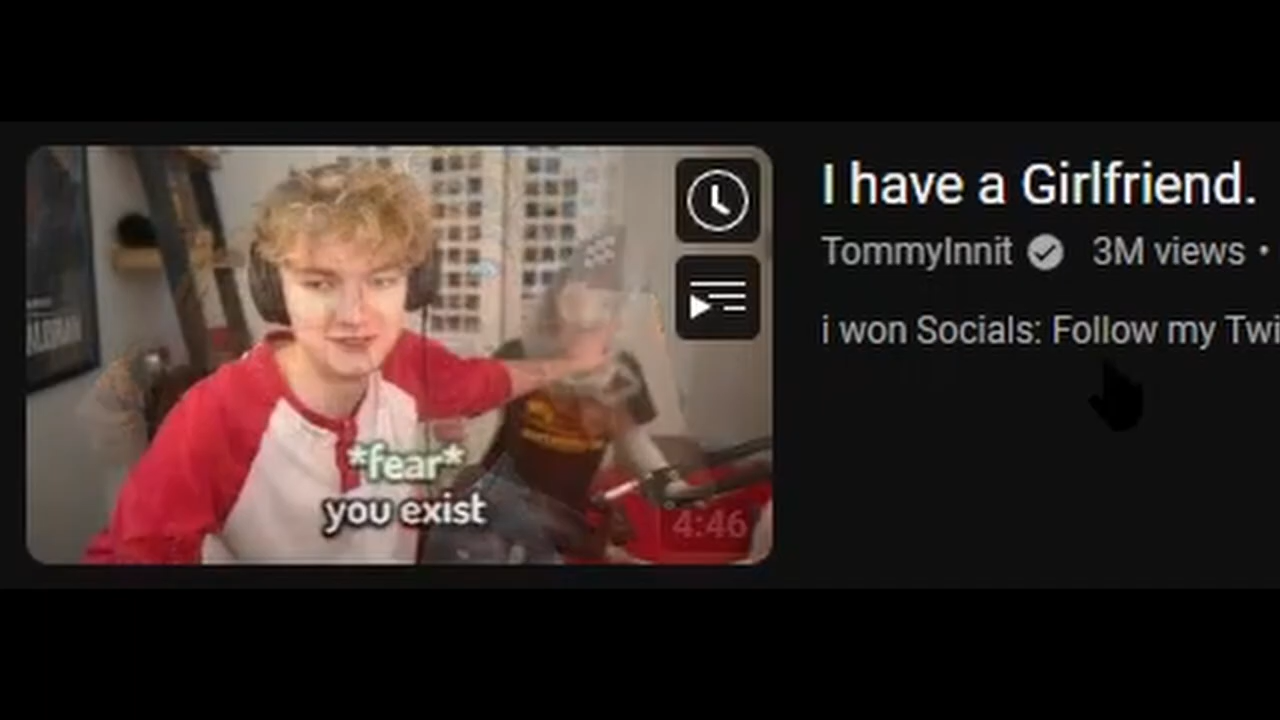 I have a Girlfriend.
TommyInnit 3M views •
i won Socials: Follow my Twi
*fear*
you exist
4:46